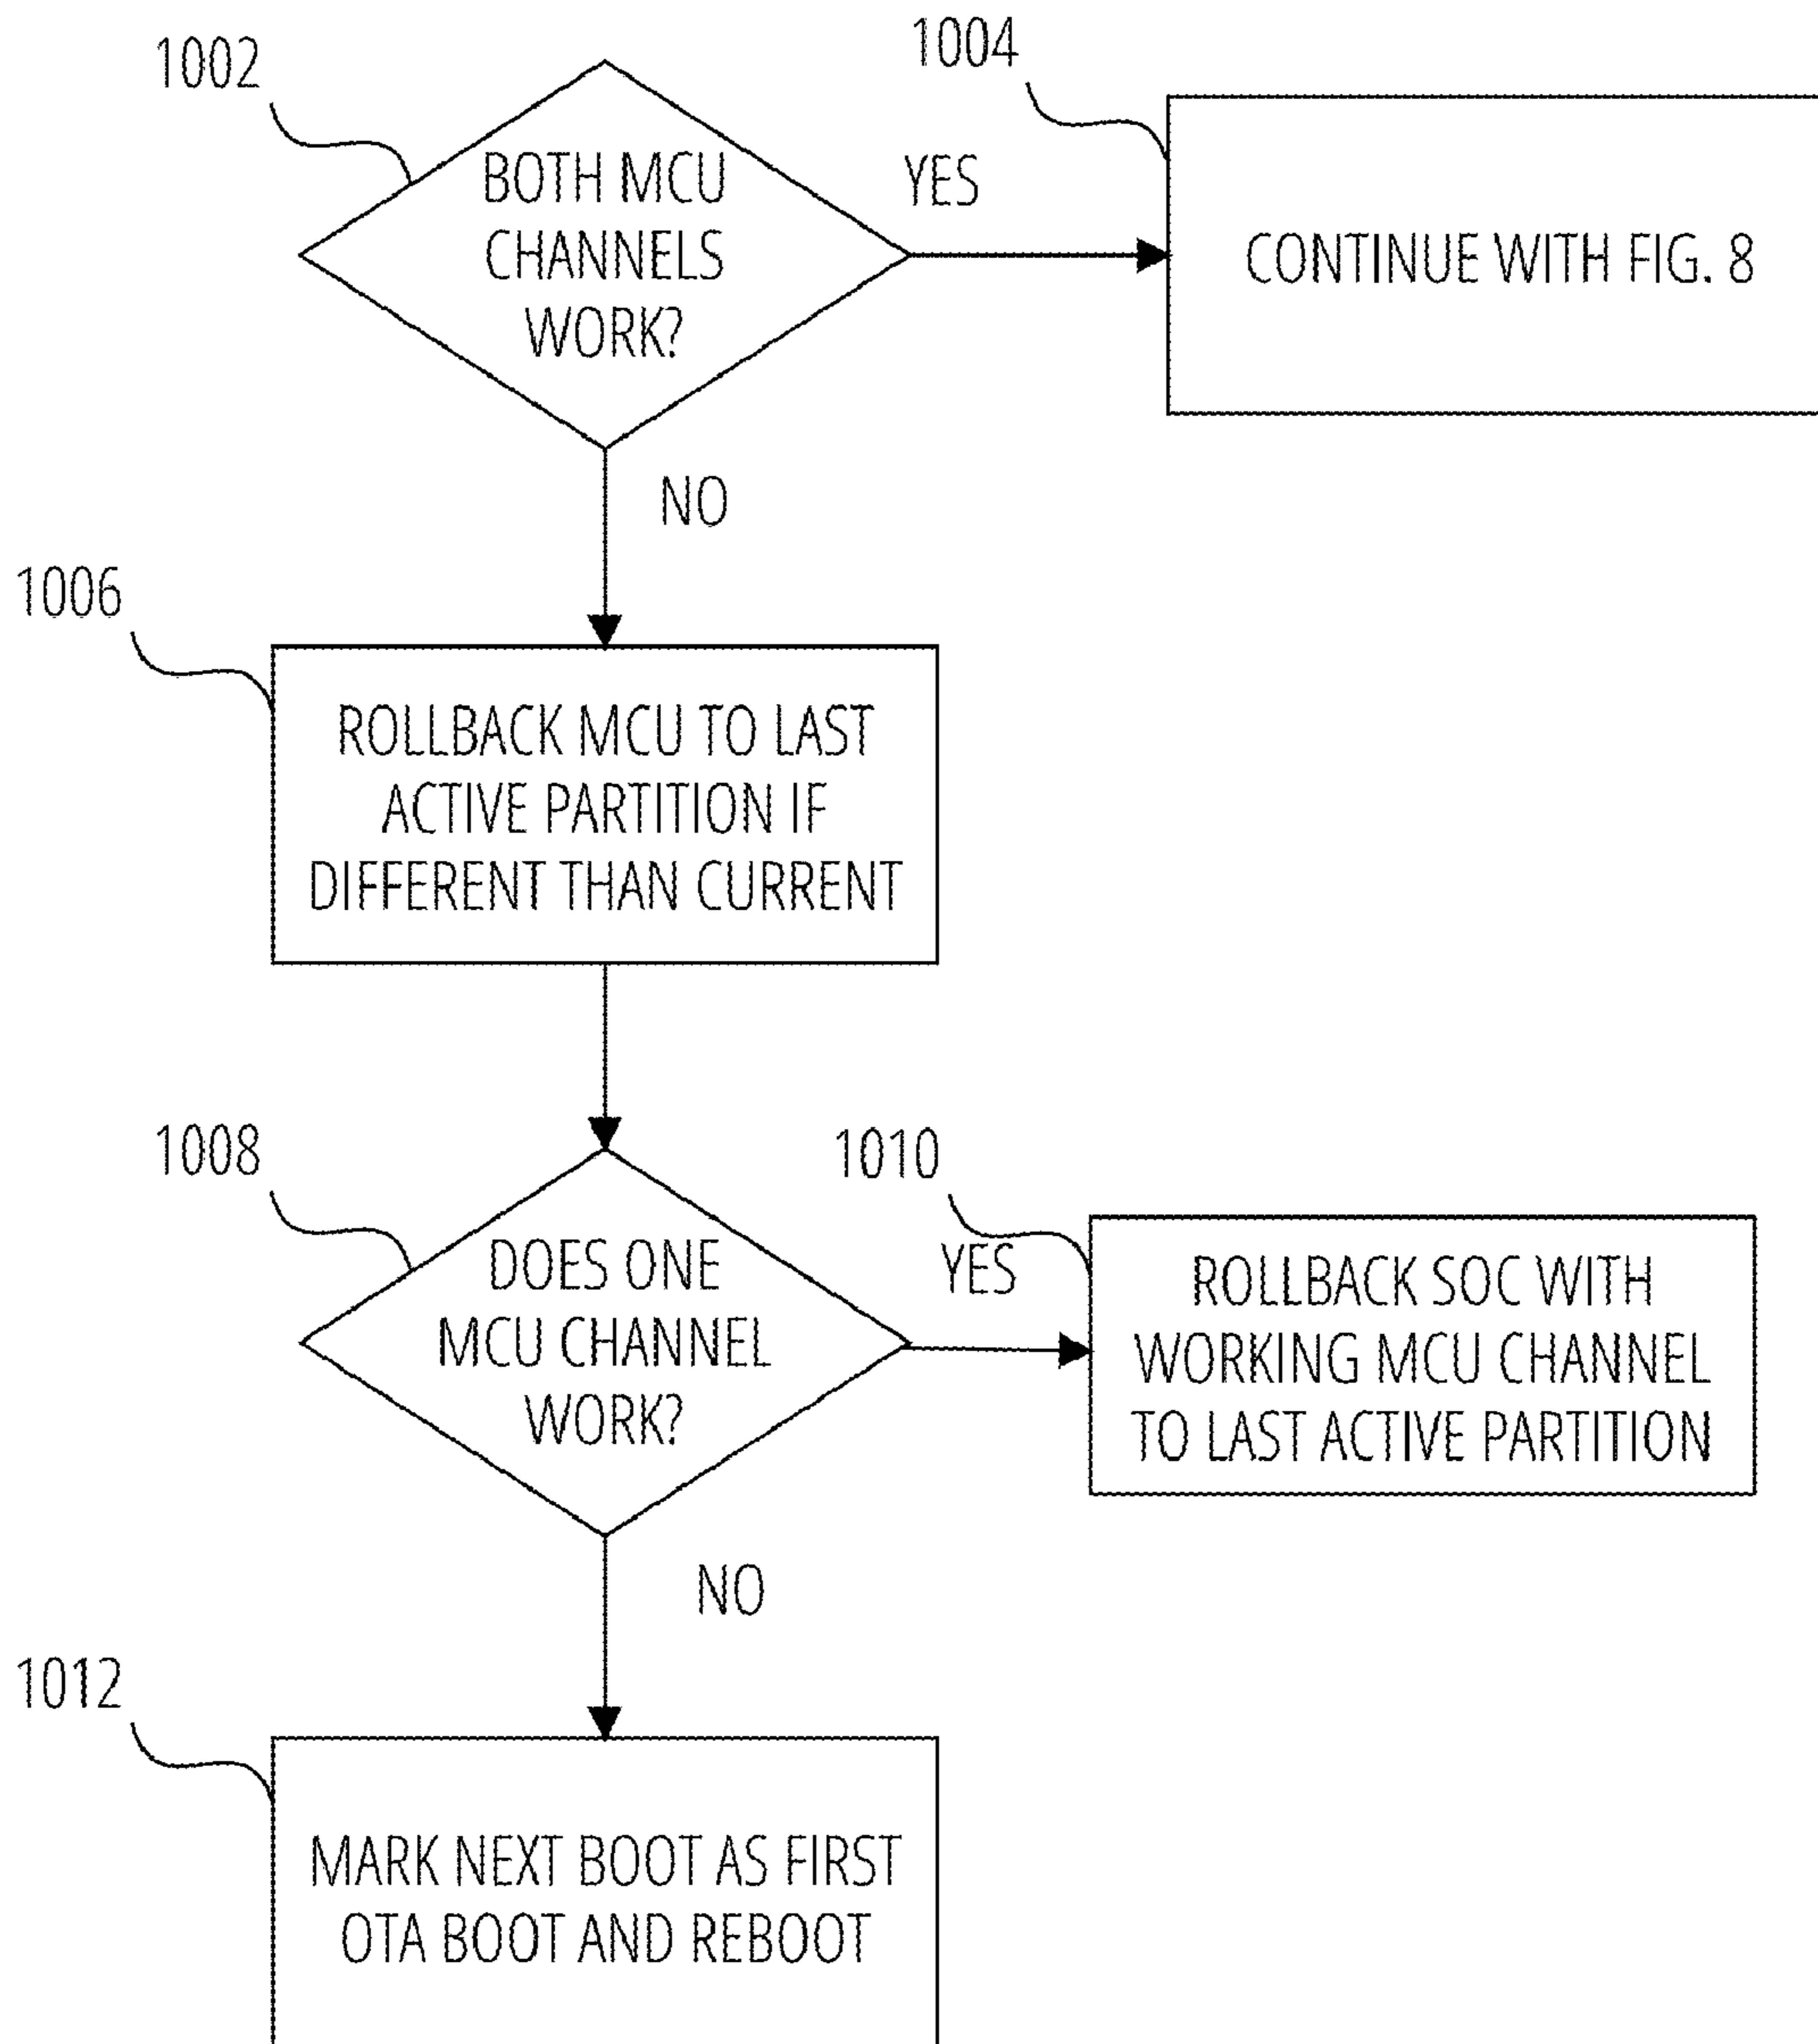 1002
BOTH MCU
CHANNELS
WORK?
YES
1004
CONTINUE WITH FIG. 8
NO
1006
ROLLBACK MCU TO LAST
ACTIVE PARTITION IF
DIFFERENT THAN CURRENT
1008
DOES ONE
MCU CHANNEL
WORK?
YES
1010
ROLLBACK SOC WITH
WORKING MCU CHANNEL
TO LAST ACTIVE PARTITION
NO
1012
MARK NEXT BOOT AS FIRST
OTA BOOT AND REBOOT